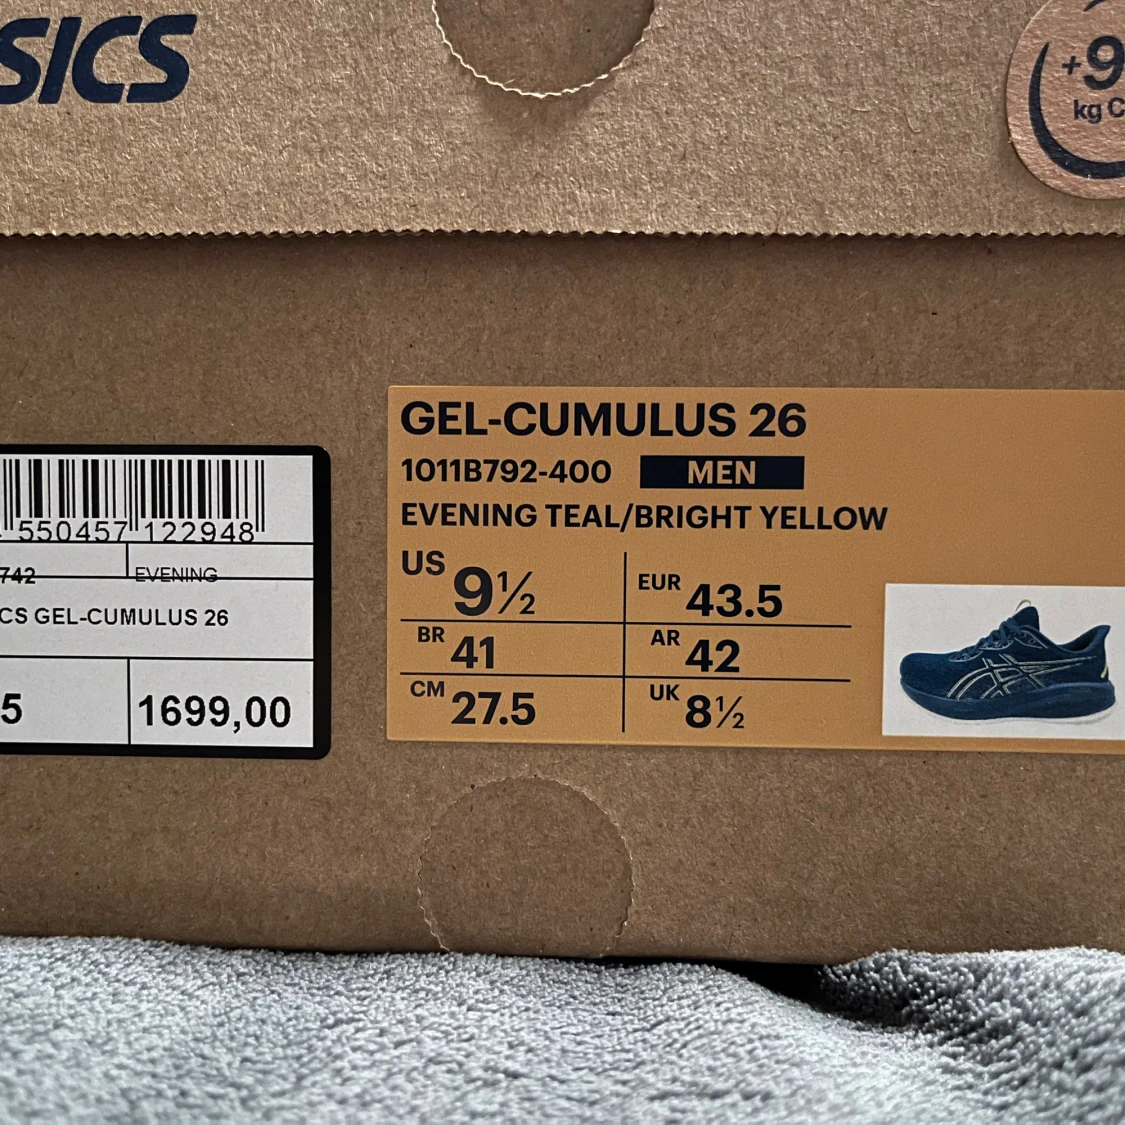 SICS
+9
kg C
550457 122948
742 EVENING
CS GEL-CUMULUS 26
5 1699,00
GEL-CUMULUS 26
1011B792-400 MEN
EVENING TEAL/BRIGHT YELLOW
US 9½ EUR 43.5
BR 41 AR 42
CM 27.5 UK 8½